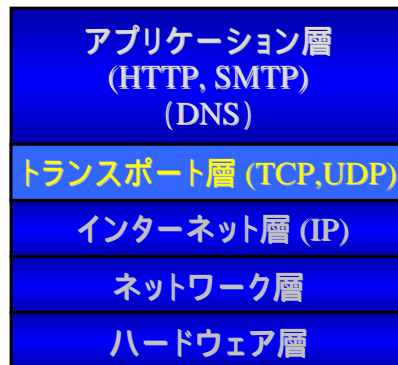 アプリケーション層
(HTTP, SMTP)
(DNS)
トランスポート層 (TCP,UDP)
インターネット層 (IP)
ネットワーク層
ハードウェア層